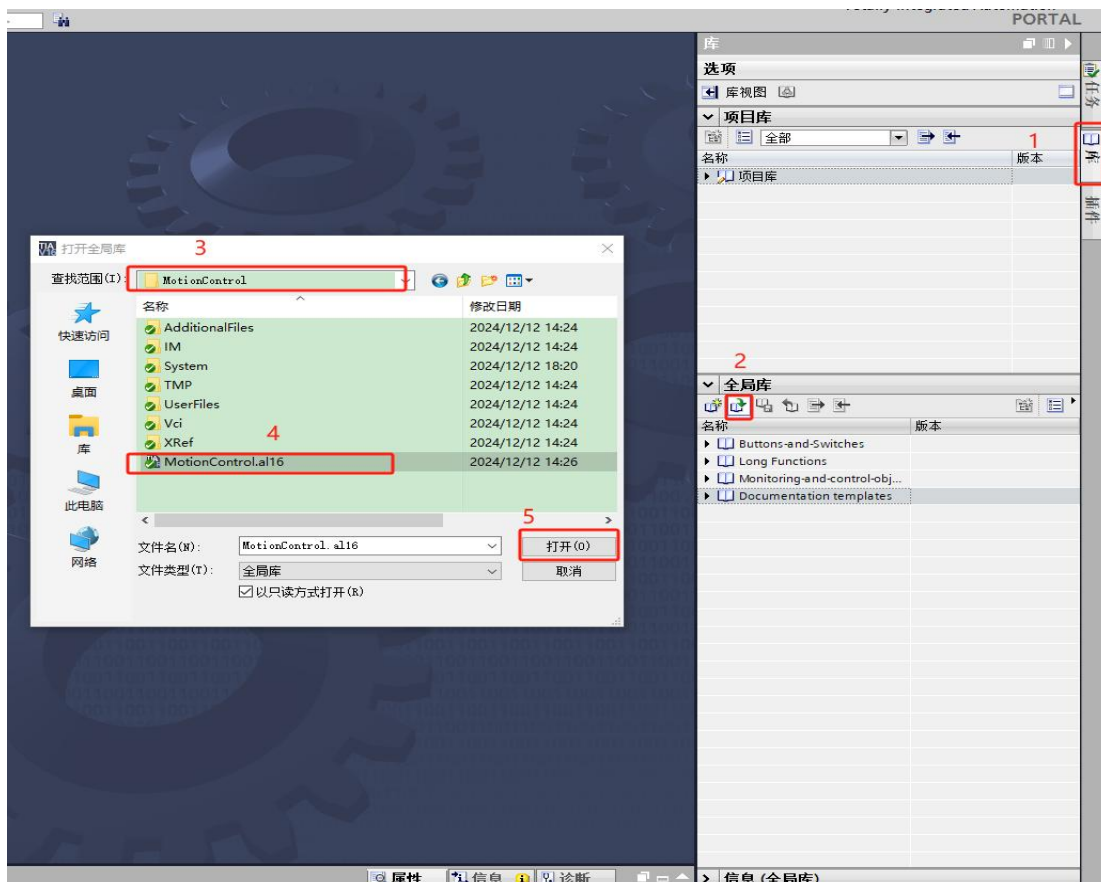 PORTAL
库
选项
库视图
任务
项目库
全部
1
库
名称 版本
项目库
插件
打开全局库 3
查找范围(I): MotionControl
名称 修改日期
快速访问
AdditionalFiles 2024/12/12 14:24
IM 2024/12/12 14:24
System 2024/12/12 18:20
TMP 2024/12/12 14:24
桌面
UserFiles 2024/12/12 14:24
Vci 2024/12/12 14:24
4
XRef 2024/12/12 14:24
库
MotionControl.al16 2024/12/12 14:26
此电脑
5
文件名(N): MotionControl.al16 打开(O)
网络
文件类型(T): 全局库 取消
以只读方式打开(R)
2
全局库
名称 版本
Buttons-and-Switches
Long Functions
Monitoring-and-control-obj...
Documentation templates
属性 信息 诊断
信息 (全局库)